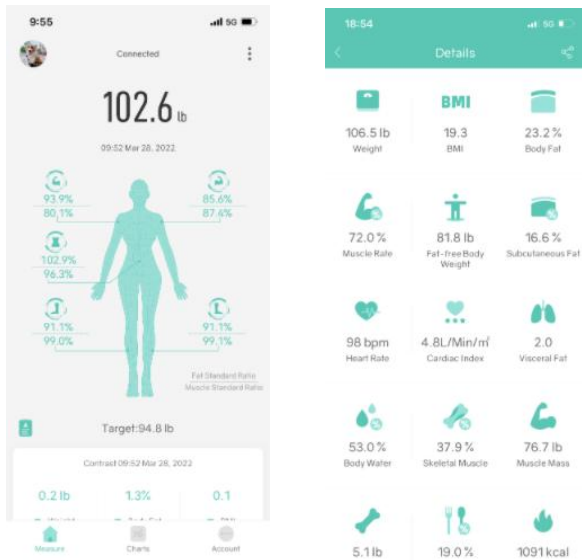 9:55
5G
Connected
102.6 lb
09:52 Mar 28, 2022
93.9%
80.1%
85.6%
87.4%
102.9%
96.3%
91.1%
99.0%
91.1%
99.1%
Fat Standard Ratio
Muscle Standard Ratio
Target:94.8 lb
Contrast 09:52 Mar 28, 2022
0.2 lb
1.3%
0.1
Weight
Body Fat
BMI
Measure
Charts
Account
18:54
5G
Details
BMI
106.5 lb
19.3
23.2%
Weight
BMI
Body Fat
72.0%
81.8 lb
16.6%
Muscle Rate
Fat-free Body
Weight
Subcutaneous Fat
98 bpm
4.8L/Min/㎡
2.0
Heart Rate
Cardiac Index
Visceral Fat
53.0%
37.9%
76.7 lb
Body Water
Skeletal Muscle
Muscle Mass
5.1 lb
19.0%
1091 kcal